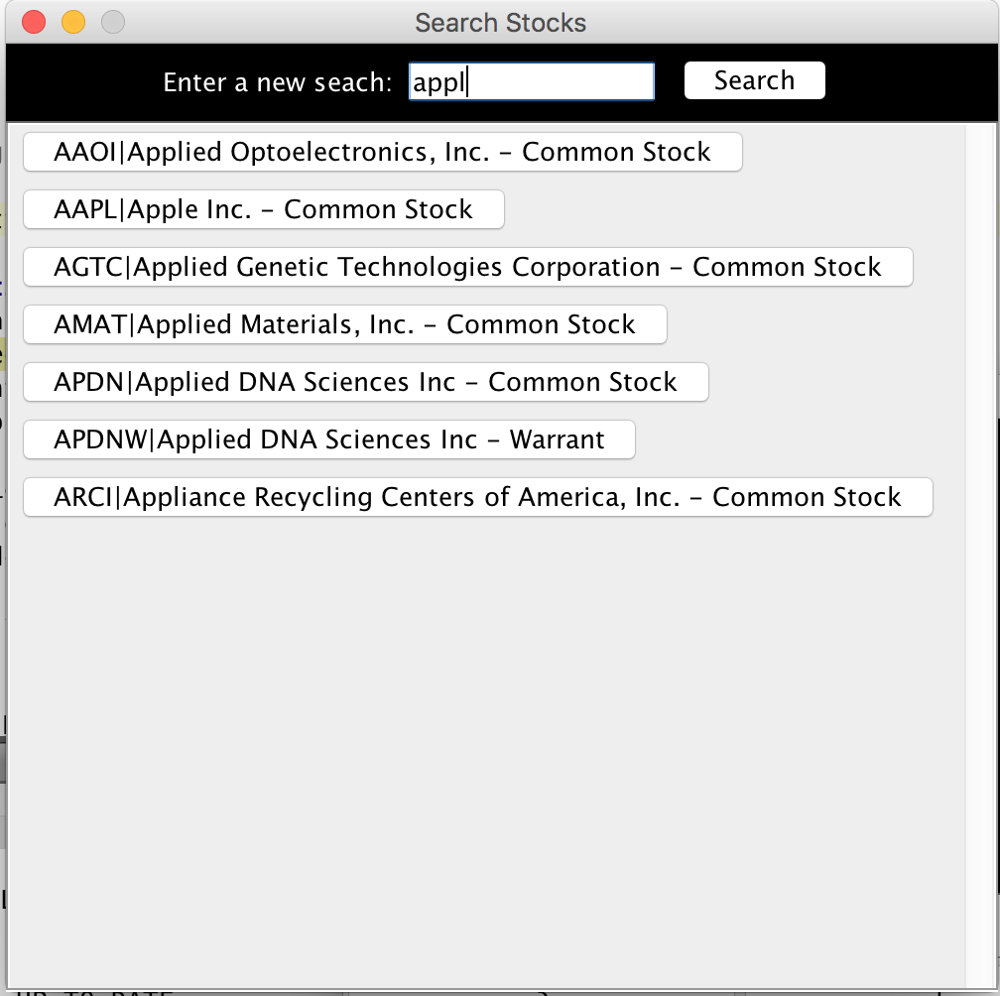 Search Stocks
Enter a new seach: appl Search
AAOI|Applied Optoelectronics, Inc. - Common Stock
AAPL|Apple Inc. - Common Stock
AGTC|Applied Genetic Technologies Corporation - Common Stock
AMAT|Applied Materials, Inc. - Common Stock
APDN|Applied DNA Sciences Inc - Common Stock
APDNW|Applied DNA Sciences Inc - Warrant
ARCI|Appliance Recycling Centers of America, Inc. - Common Stock